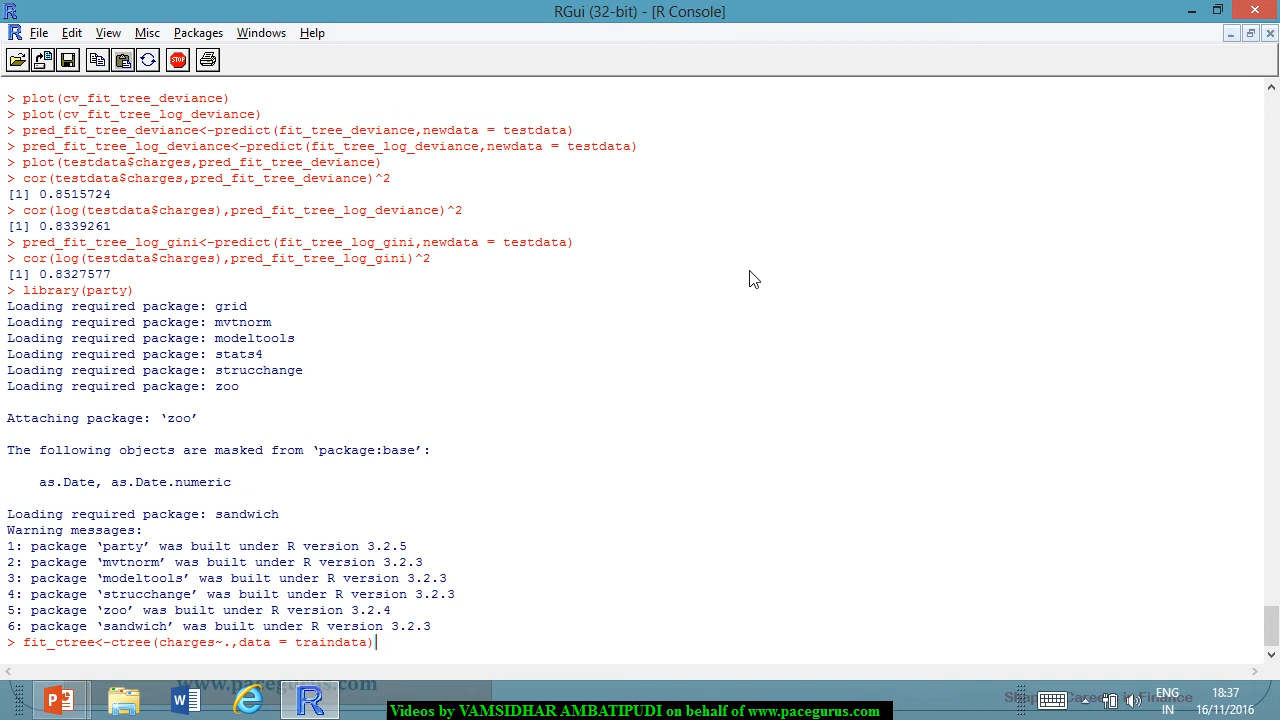 RGui (32-bit) - [R Console]
File Edit View Misc Packages Windows Help
STOP
> plot(cv_fit_tree_deviance)
> plot(cv_fit_tree_log_deviance)
> pred_fit_tree_deviance<-predict(fit_tree_deviance,newdata = testdata)
> pred_fit_tree_log_deviance<-predict(fit_tree_log_deviance,newdata = testdata)
> plot(testdata$charges,pred_fit_tree_deviance)
> cor(testdata$charges,pred_fit_tree_deviance)^2
[1] 0.8515724
> cor(log(testdata$charges),pred_fit_tree_log_deviance)^2
[1] 0.8339261
> pred_fit_tree_log_gini<-predict(fit_tree_log_gini,newdata = testdata)
> cor(log(testdata$charges),pred_fit_tree_log_gini)^2
[1] 0.8327577
> library(party)
Loading required package: grid
Loading required package: mvtnorm
Loading required package: modeltools
Loading required package: stats4
Loading required package: strucchange
Loading required package: zoo
Attaching package: ‘zoo’
The following objects are masked from ‘package:base’:
as.Date, as.Date.numeric
Loading required package: sandwich
Warning messages:
1: package ‘party’ was built under R version 3.2.5
2: package ‘mvtnorm’ was built under R version 3.2.3
3: package ‘modeltools’ was built under R version 3.2.3
4: package ‘strucchange’ was built under R version 3.2.3
5: package ‘zoo’ was built under R version 3.2.4
6: package ‘sandwich’ was built under R version 3.2.3
> fit_ctree<-ctree(charges~.,data = traindata)
www.pacegurus.com
in Finance
ENG 18:37
IN 16/11/2016
Videos by VAMSIDHAR AMBATIPUDI on behalf of www.pacegurus.com